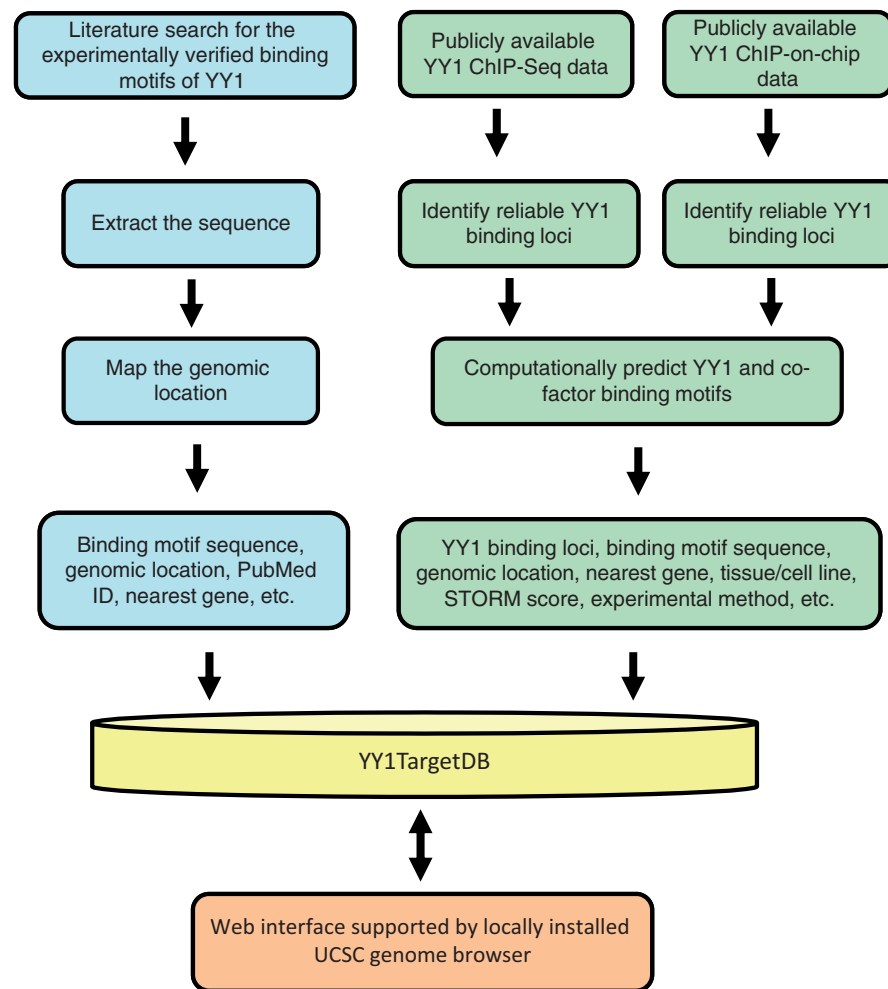 Literature search for the
experimentally verified binding
motifs of YY1
Publicly available
YY1 ChIP-Seq data
Publicly available
YY1 ChIP-on-chip
data
Extract the sequence
Identify reliable YY1
binding loci
Identify reliable YY1
binding loci
Map the genomic
location
Computationally predict YY1 and co-
factor binding motifs
Binding motif sequence,
genomic location, PubMed
ID, nearest gene, etc.
YY1 binding loci, binding motif sequence,
genomic location, nearest gene, tissue/cell line,
STORM score, experimental method, etc.
YY1TargetDB
Web interface supported by locally installed
UCSC genome browser